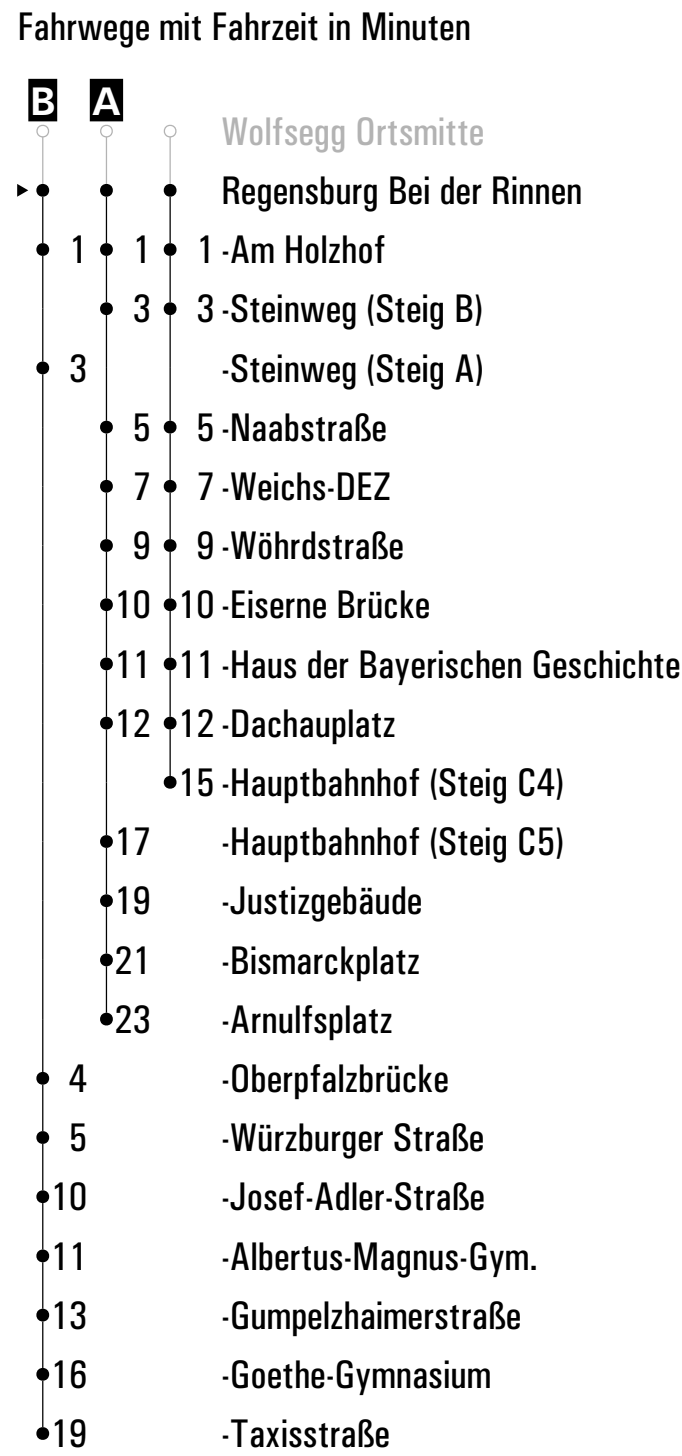 Fahrwege mit Fahrzeit in Minuten
B A
Wolfsegg Ortsmitte
Regensburg Bei der Rinnen
1 1 1 -Am Holzhof
3 3 -Steinweg (Steig B)
3 -Steinweg (Steig A)
5 5 -Naabstraße
7 7 -Weichs-DEZ
9 9 -Wöhrdstraße
10 10 -Eiserne Brücke
11 11 -Haus der Bayerischen Geschichte
12 12 -Dachauplatz
15 -Hauptbahnhof (Steig C4)
17 -Hauptbahnhof (Steig C5)
19 -Justizgebäude
21 -Bismarckplatz
23 -Arnulfsplatz
4 -Oberpfalzbrücke
5 -Würzburger Straße
10 -Josef-Adler-Straße
11 -Albertus-Magnus-Gym.
13 -Gumpelzhaimerstraße
16 -Goethe-Gymnasium
19 -Taxisstraße